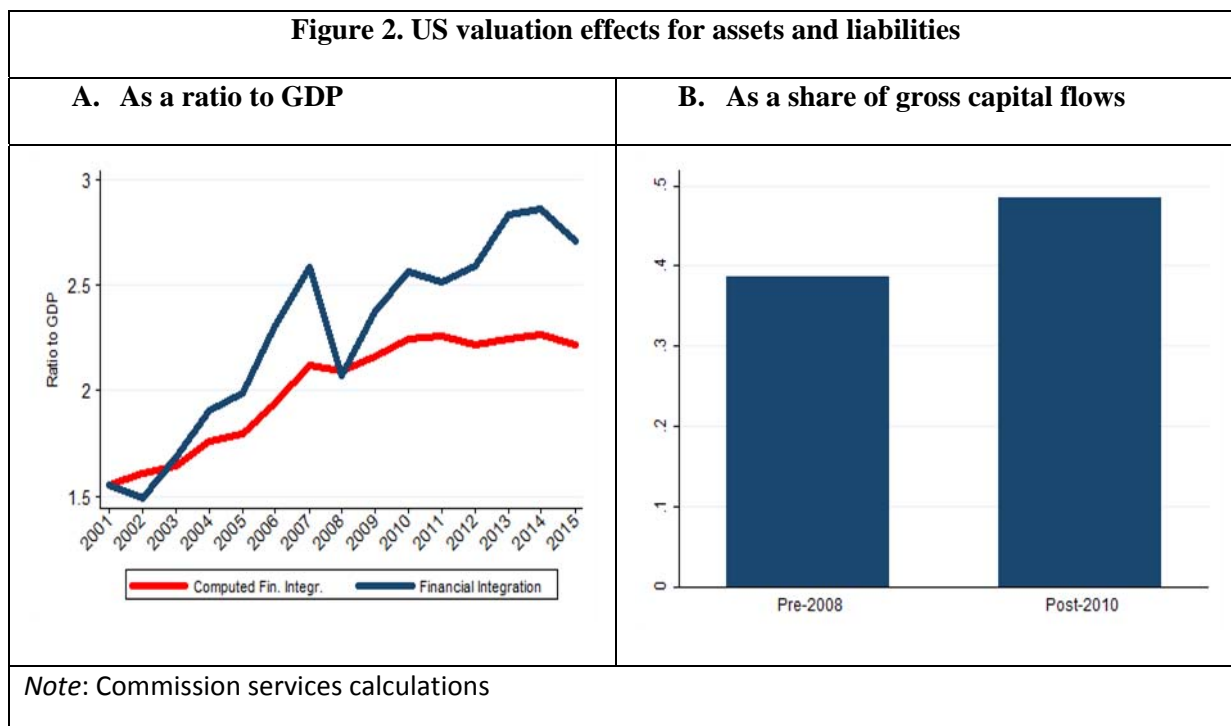 Figure 2. US valuation effects for assets and liabilities
A. As a ratio to GDP
3
2.5
2
1.5
Ratio to GDP
2001 2002 2003 2004 2005 2006 2007 2008 2009 2010 2011 2012 2013 2014 2015
Computed Fin. Integr. Financial Integration
B. As a share of gross capital flows
.5
.4
.3
.2
.1
0
Pre-2008 Post-2010
Note: Commission services calculations